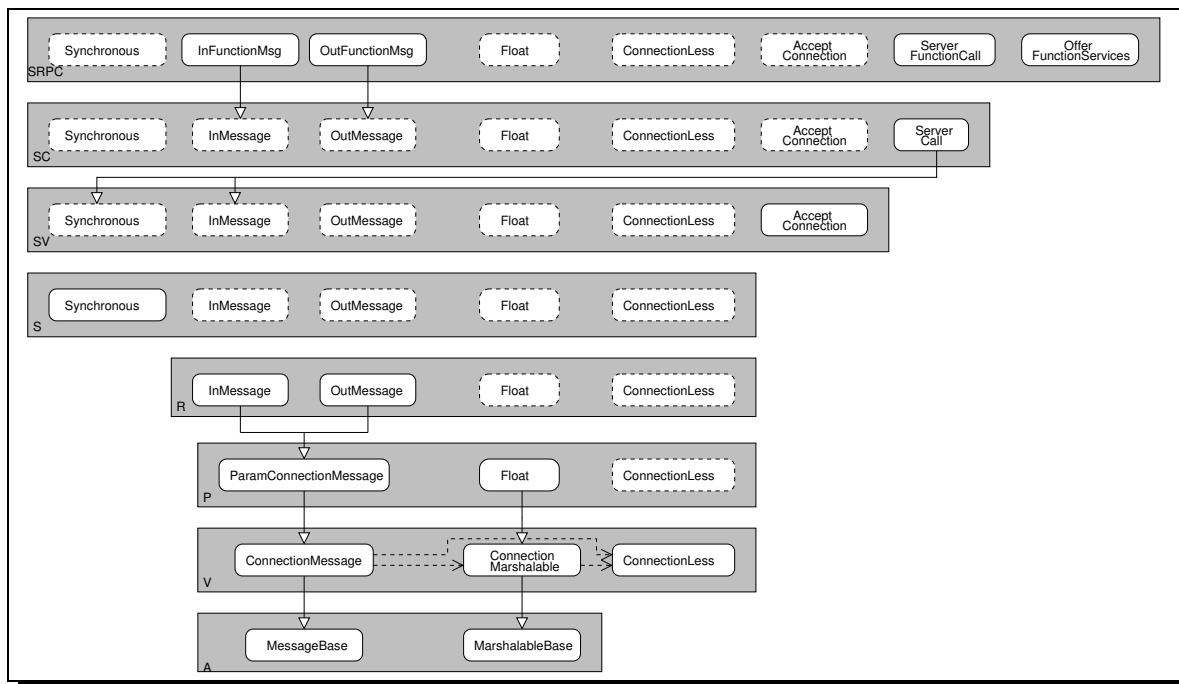 Synchronous InFunctionMsg OutFunctionMsg Float ConnectionLess Accept Connection Server FunctionCall Offer FunctionServices
SRPC
Synchronous InMessage OutMessage Float ConnectionLess Accept Connection Server Call
SC
Synchronous InMessage OutMessage Float ConnectionLess Accept Connection
SV
Synchronous InMessage OutMessage Float ConnectionLess
S
InMessage OutMessage Float ConnectionLess
R
ParamConnectionMessage Float ConnectionLess
P
ConnectionMessage Connection Marshalable ConnectionLess
V
MessageBase MarshalableBase
A